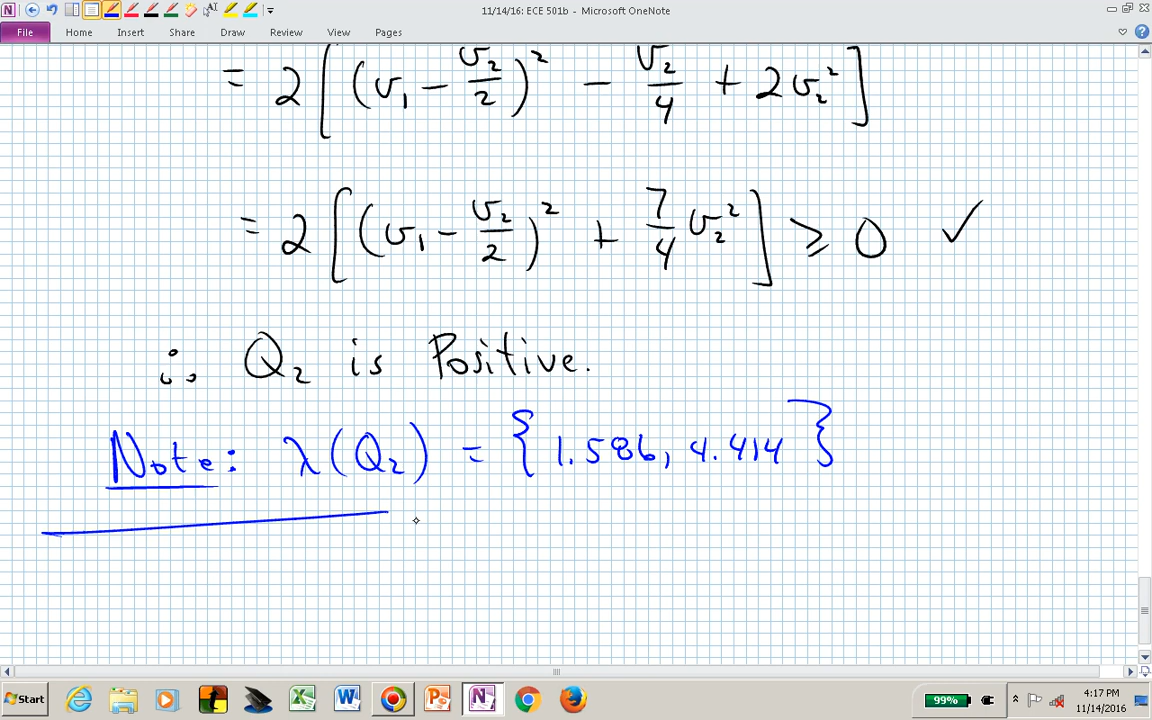 11/14/16: ECE 501b - Microsoft OneNote
File Home Insert Share Draw Review View Pages
= 2[(v₁ - v₂/2)² - v₂/4 + 2v₂²]
= 2[(v₁ - v₂/2)² + 7/4 v₂²] ≥ 0 ✓
∴ Q₂ is Positive.
Note: λ(Q₂) = {1.586, 4.414}
Start
99%
4:17 PM
11/14/2016